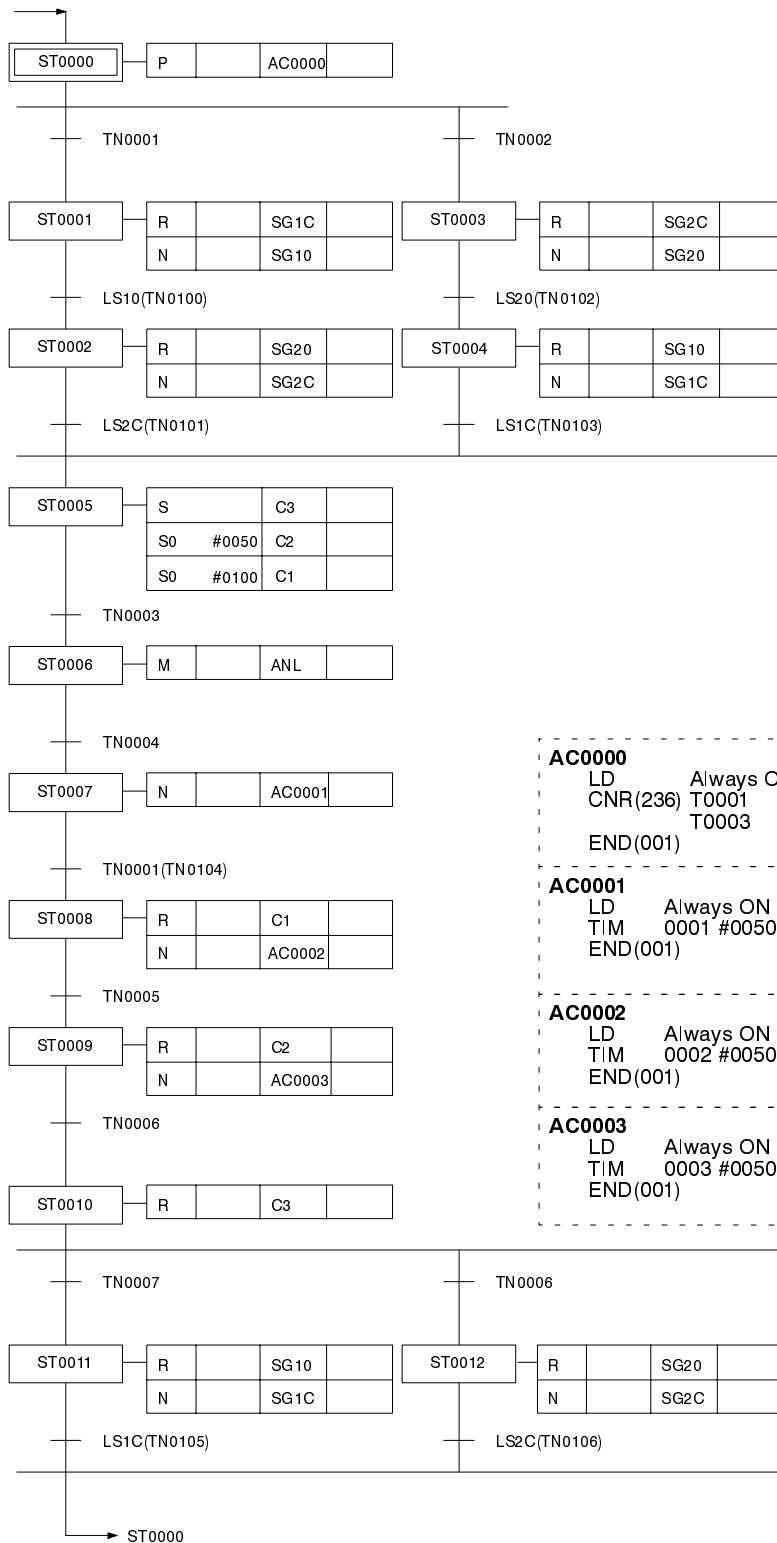 ST0000 P AC0000
TN0001 TN0002
ST0001 R SG1C ST0003 R SG2C
N SG10 N SG20
LS10(TN0100) LS20(TN0102)
ST0002 R SG20 ST0004 R SG10
N SG2C N SG1C
LS2C(TN0101) LS1C(TN0103)
ST0005 S C3
S0 #0050 C2
S0 #0100 C1
TN0003
ST0006 M ANL
TN0004
ST0007 N AC0001
TN0001(TN0104)
ST0008 R C1
N AC0002
TN0005
ST0009 R C2
N AC0003
TN0006
ST0010 R C3
AC0000
LD Always O
CNR(236) T0001
T0003
END(001)
AC0001
LD Always ON
TIM 0001 #0050
END(001)
AC0002
LD Always ON
TIM 0002 #0050
END(001)
AC0003
LD Always ON
TIM 0003 #0050
END(001)
TN0007 TN0006
ST0011 R SG10 ST0012 R SG20
N SG1C N SG2C
LS1C(TN0105) LS2C(TN0106)
ST0000